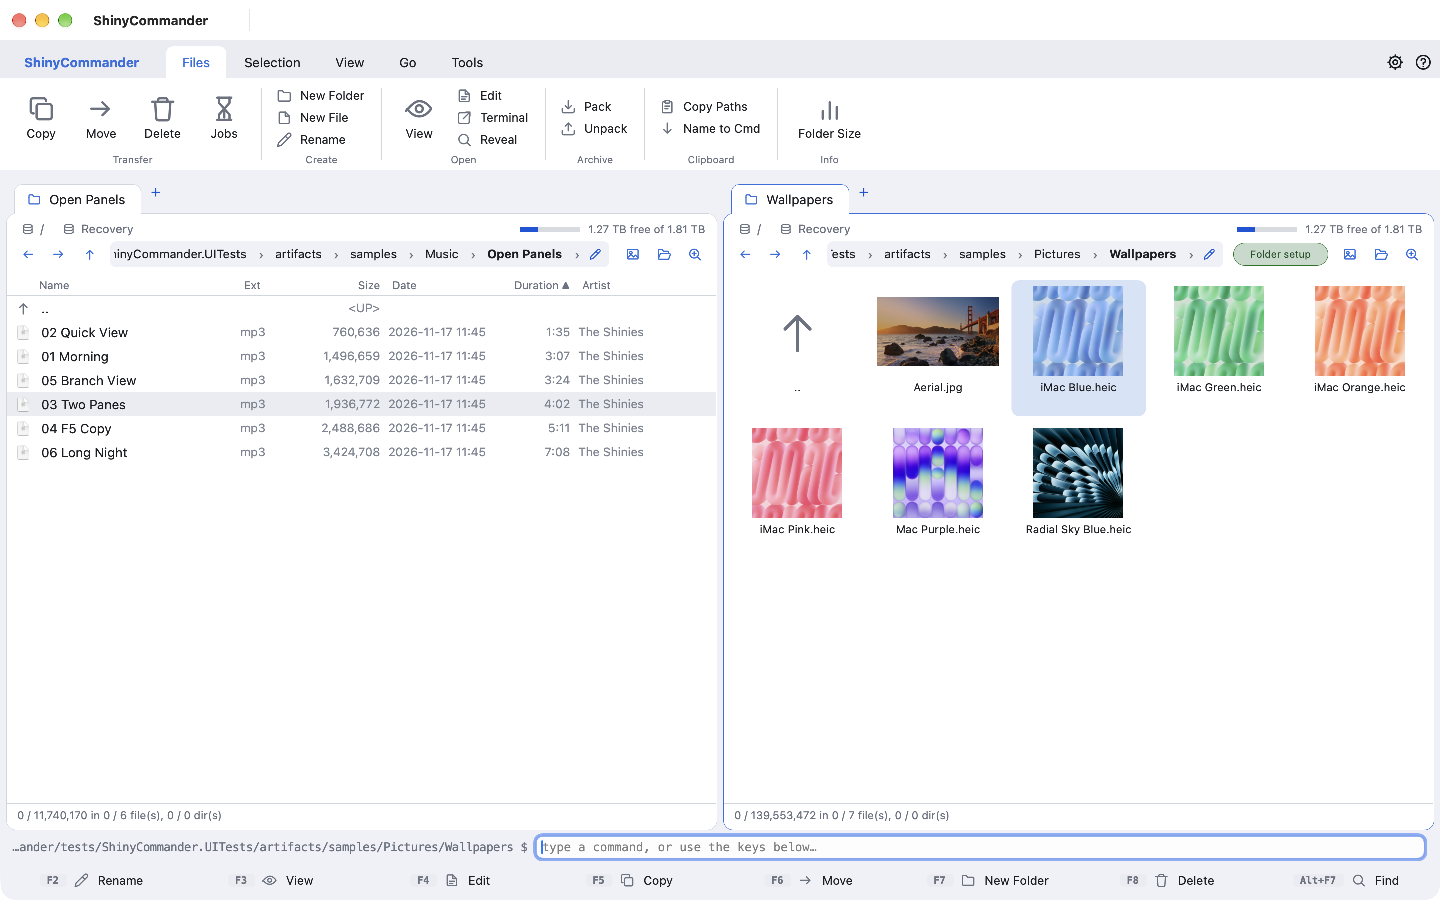 ShinyCommander
ShinyCommander Files Selection View Go Tools
Copy Move Delete Jobs
Transfer
New Folder
New File
Rename
Create
View
Edit
Terminal
Reveal
Open
Pack
Unpack
Archive
Copy Paths
Name to Cmd
Clipboard
Folder Size
Info
Open Panels +
/ Recovery 1.27 TB free of 1.81 TB
hinyCommander.UITests › artifacts › samples › Music › Open Panels ›
Name Ext Size Date Duration ▲ Artist
.. <UP>
02 Quick View mp3 760,636 2026-11-17 11:45 1:35 The Shinies
01 Morning mp3 1,496,659 2026-11-17 11:45 3:07 The Shinies
05 Branch View mp3 1,632,709 2026-11-17 11:45 3:24 The Shinies
03 Two Panes mp3 1,936,772 2026-11-17 11:45 4:02 The Shinies
04 F5 Copy mp3 2,488,686 2026-11-17 11:45 5:11 The Shinies
06 Long Night mp3 3,424,708 2026-11-17 11:45 7:08 The Shinies
0 / 11,740,170 in 0 / 6 file(s), 0 / 0 dir(s)
Wallpapers +
/ Recovery 1.27 TB free of 1.81 TB
Tests › artifacts › samples › Pictures › Wallpapers › Folder setup
.. Aerial.jpg iMac Blue.heic iMac Green.heic iMac Orange.heic
iMac Pink.heic Mac Purple.heic Radial Sky Blue.heic
0 / 139,553,472 in 0 / 7 file(s), 0 / 0 dir(s)
…ander/tests/ShinyCommander.UITests/artifacts/samples/Pictures/Wallpapers $ type a command, or use the keys below…
F2 Rename F3 View F4 Edit F5 Copy F6 Move F7 New Folder F8 Delete Alt+F7 Find